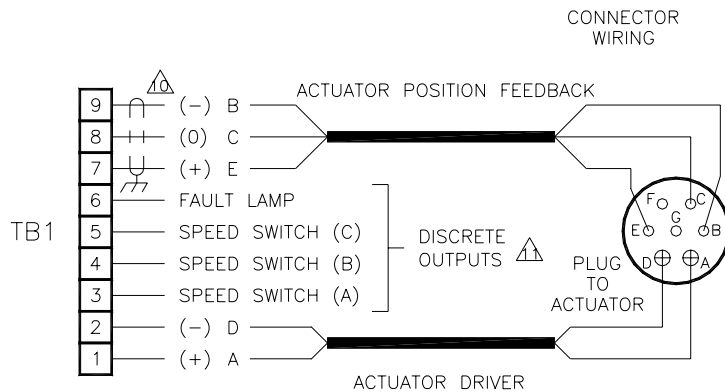 CONNECTOR
WIRING
ACTUATOR POSITION FEEDBACK
10
9 (-) B
8 (0) C
7 (+) E
6 FAULT LAMP
5 SPEED SWITCH (C)
4 SPEED SWITCH (B)
3 SPEED SWITCH (A)
2 (-) D
1 (+) A
TB1
DISCRETE
OUTPUTS 11
PLUG
TO
ACTUATOR
F C
G
E B
D A
ACTUATOR DRIVER